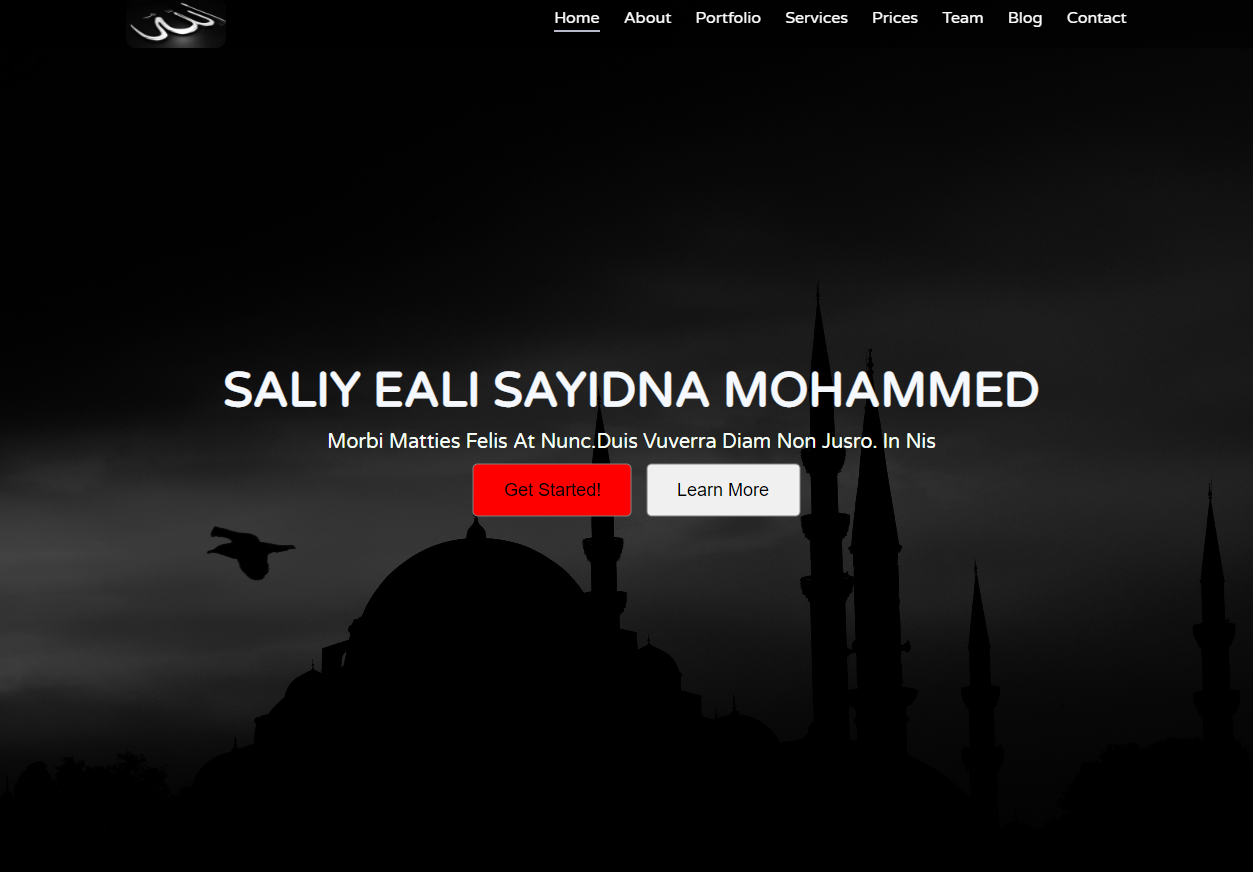 Home About Portfolio Services Prices Team Blog Contact
SALIY EALI SAYIDNA MOHAMMED
Morbi Matties Felis At Nunc.Duis Vuverra Diam Non Jusro. In Nis
Get Started! Learn More